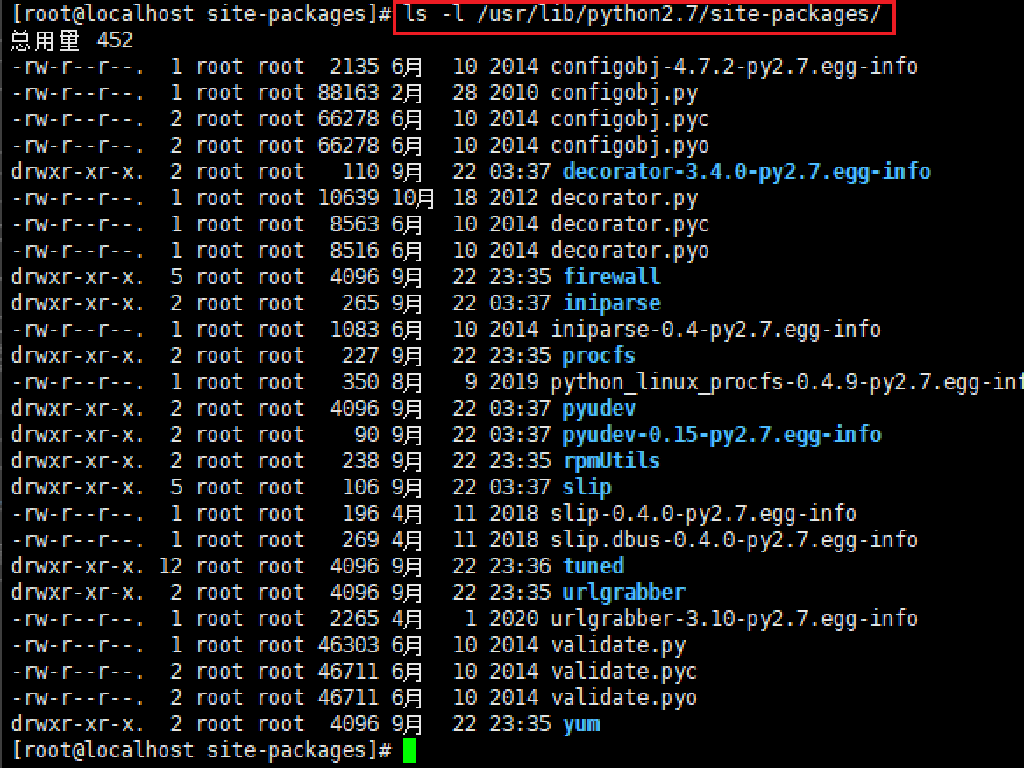 [root@localhost site-packages]# ls -l /usr/lib/python2.7/site-packages/
总用量 452
-rw-r--r--. 1 root root 2135 6月 10 2014 configobj-4.7.2-py2.7.egg-info
-rw-r--r--. 1 root root 88163 2月 28 2010 configobj.py
-rw-r--r--. 2 root root 66278 6月 10 2014 configobj.pyc
-rw-r--r--. 2 root root 66278 6月 10 2014 configobj.pyo
drwxr-xr-x. 2 root root 110 9月 22 03:37 decorator-3.4.0-py2.7.egg-info
-rw-r--r--. 1 root root 10639 10月 18 2012 decorator.py
-rw-r--r--. 1 root root 8563 6月 10 2014 decorator.pyc
-rw-r--r--. 1 root root 8516 6月 10 2014 decorator.pyo
drwxr-xr-x. 5 root root 4096 9月 22 23:35 firewall
drwxr-xr-x. 2 root root 265 9月 22 03:37 iniparse
-rw-r--r--. 1 root root 1083 6月 10 2014 iniparse-0.4-py2.7.egg-info
drwxr-xr-x. 2 root root 227 9月 22 23:35 procfs
-rw-r--r--. 1 root root 350 8月 9 2019 python_linux_procfs-0.4.9-py2.7.egg-inf
drwxr-xr-x. 2 root root 4096 9月 22 03:37 pyudev
drwxr-xr-x. 2 root root 90 9月 22 03:37 pyudev-0.15-py2.7.egg-info
drwxr-xr-x. 2 root root 238 9月 22 23:35 rpmUtils
drwxr-xr-x. 5 root root 106 9月 22 03:37 slip
-rw-r--r--. 1 root root 196 4月 11 2018 slip-0.4.0-py2.7.egg-info
-rw-r--r--. 1 root root 269 4月 11 2018 slip.dbus-0.4.0-py2.7.egg-info
drwxr-xr-x. 12 root root 4096 9月 22 23:36 tuned
drwxr-xr-x. 2 root root 4096 9月 22 23:35 urlgrabber
-rw-r--r--. 1 root root 2265 4月 1 2020 urlgrabber-3.10-py2.7.egg-info
-rw-r--r--. 1 root root 46303 6月 10 2014 validate.py
-rw-r--r--. 2 root root 46711 6月 10 2014 validate.pyc
-rw-r--r--. 2 root root 46711 6月 10 2014 validate.pyo
drwxr-xr-x. 2 root root 4096 9月 22 23:35 yum
[root@localhost site-packages]#